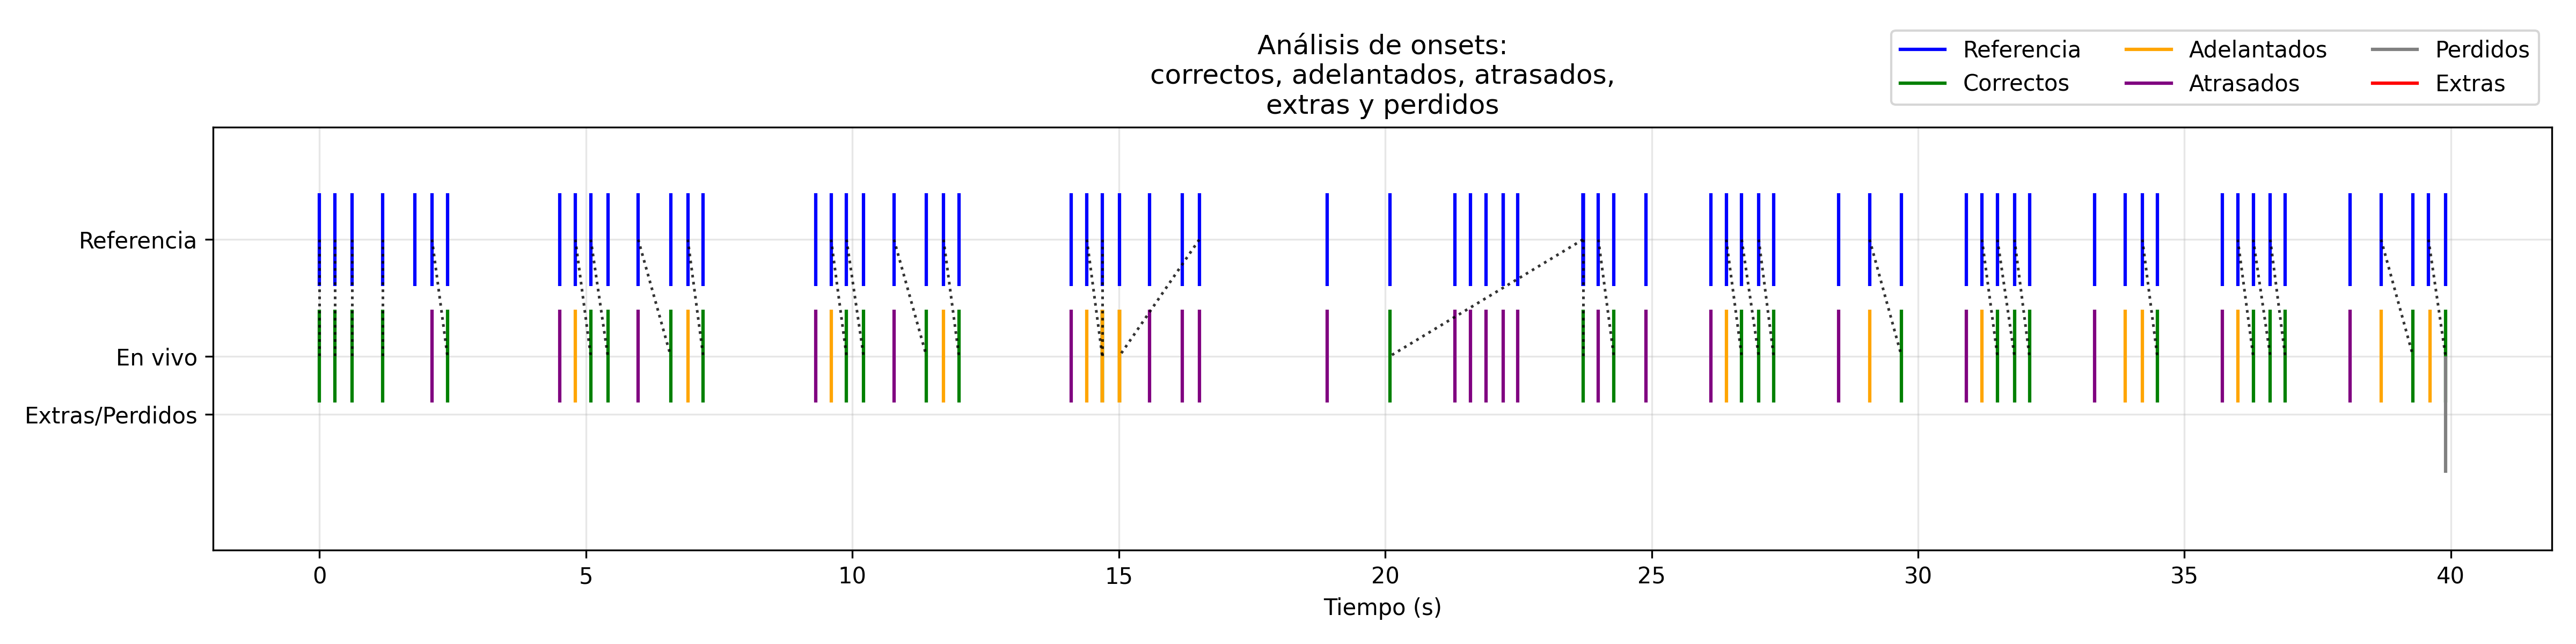 Análisis de onsets:
correctos, adelantados, atrasados,
extras y perdidos
Referencia
Correctos
Adelantados
Atrasados
Perdidos
Extras
Referencia
En vivo
Extras/Perdidos
0 5 10 15 20 25 30 35 40
Tiempo (s)